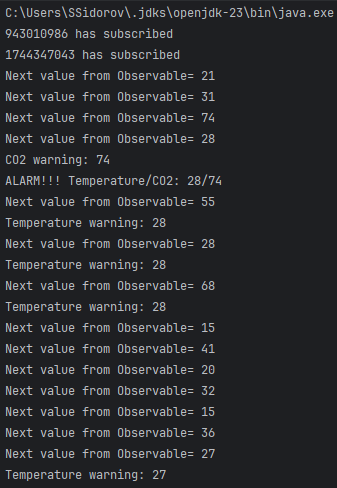 C:\Users\SSidorov\.jdks\openjdk-23\bin\java.exe
943010986 has subscribed
1744347043 has subscribed
Next value from Observable= 21
Next value from Observable= 31
Next value from Observable= 74
Next value from Observable= 28
CO2 warning: 74
ALARM!!! Temperature/CO2: 28/74
Next value from Observable= 55
Temperature warning: 28
Next value from Observable= 28
Temperature warning: 28
Next value from Observable= 68
Temperature warning: 28
Next value from Observable= 15
Next value from Observable= 41
Next value from Observable= 20
Next value from Observable= 32
Next value from Observable= 15
Next value from Observable= 36
Next value from Observable= 27
Temperature warning: 27